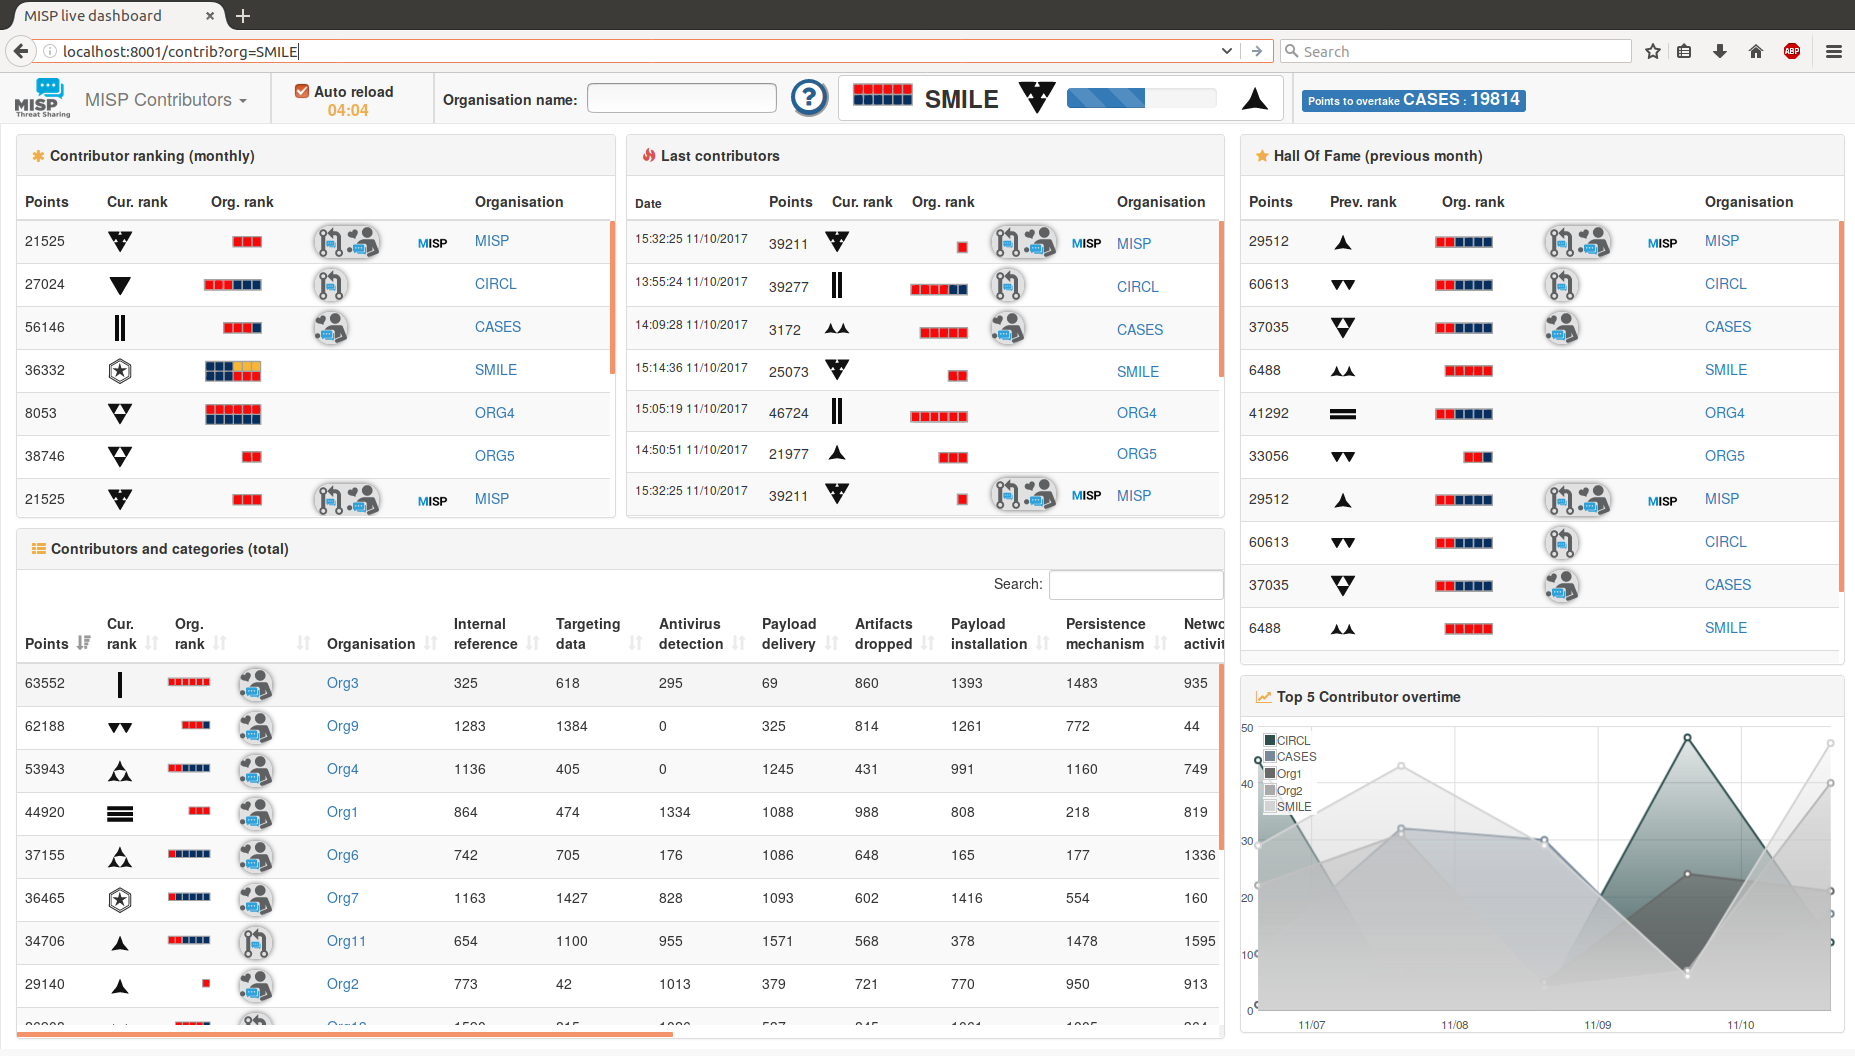 MISP live dashboard
localhost:8001/contrib?org=SMILE
Search
ABP
MISP
Threat Sharing
MISP Contributors
Auto reload
04:04
Organisation name:
?
SMILE
Points to overtake CASES : 19814
Contributor ranking (monthly)
Points Cur. rank Org. rank Organisation
21525 MISP MISP
27024 CIRCL
56146 CASES
36332 SMILE
8053 ORG4
38746 ORG5
21525 MISP MISP
Last contributors
Date Points Cur. rank Org. rank Organisation
15:32:25 11/10/2017 39211 MISP MISP
13:55:24 11/10/2017 39277 CIRCL
14:09:28 11/10/2017 3172 CASES
15:14:36 11/10/2017 25073 SMILE
15:05:19 11/10/2017 46724 ORG4
14:50:51 11/10/2017 21977 ORG5
15:32:25 11/10/2017 39211 MISP MISP
Hall Of Fame (previous month)
Points Prev. rank Org. rank Organisation
29512 MISP MISP
60613 CIRCL
37035 CASES
6488 SMILE
41292 ORG4
33056 ORG5
29512 MISP MISP
60613 CIRCL
37035 CASES
6488 SMILE
Contributors and categories (total)
Search:
Points Cur. rank Org. rank Organisation Internal reference Targeting data Antivirus detection Payload delivery Artifacts dropped Payload installation Persistence mechanism
63552 Org3 325 618 295 69 860 1393 1483 935
62188 Org9 1283 1384 0 325 814 1261 772 44
53943 Org4 1136 405 0 1245 431 991 1160 749
44920 Org1 864 474 1334 1088 988 808 218 819
37155 Org6 742 705 176 1086 648 165 177 1336
36465 Org7 1163 1427 828 1093 602 1416 554 160
34706 Org11 654 1100 955 1571 568 378 1478 1595
29140 Org2 773 42 1013 379 721 770 950 913
Top 5 Contributor overtime
50
40
30
20
10
0
CIRCL
CASES
Org1
Org2
SMILE
11/07 11/08 11/09 11/10